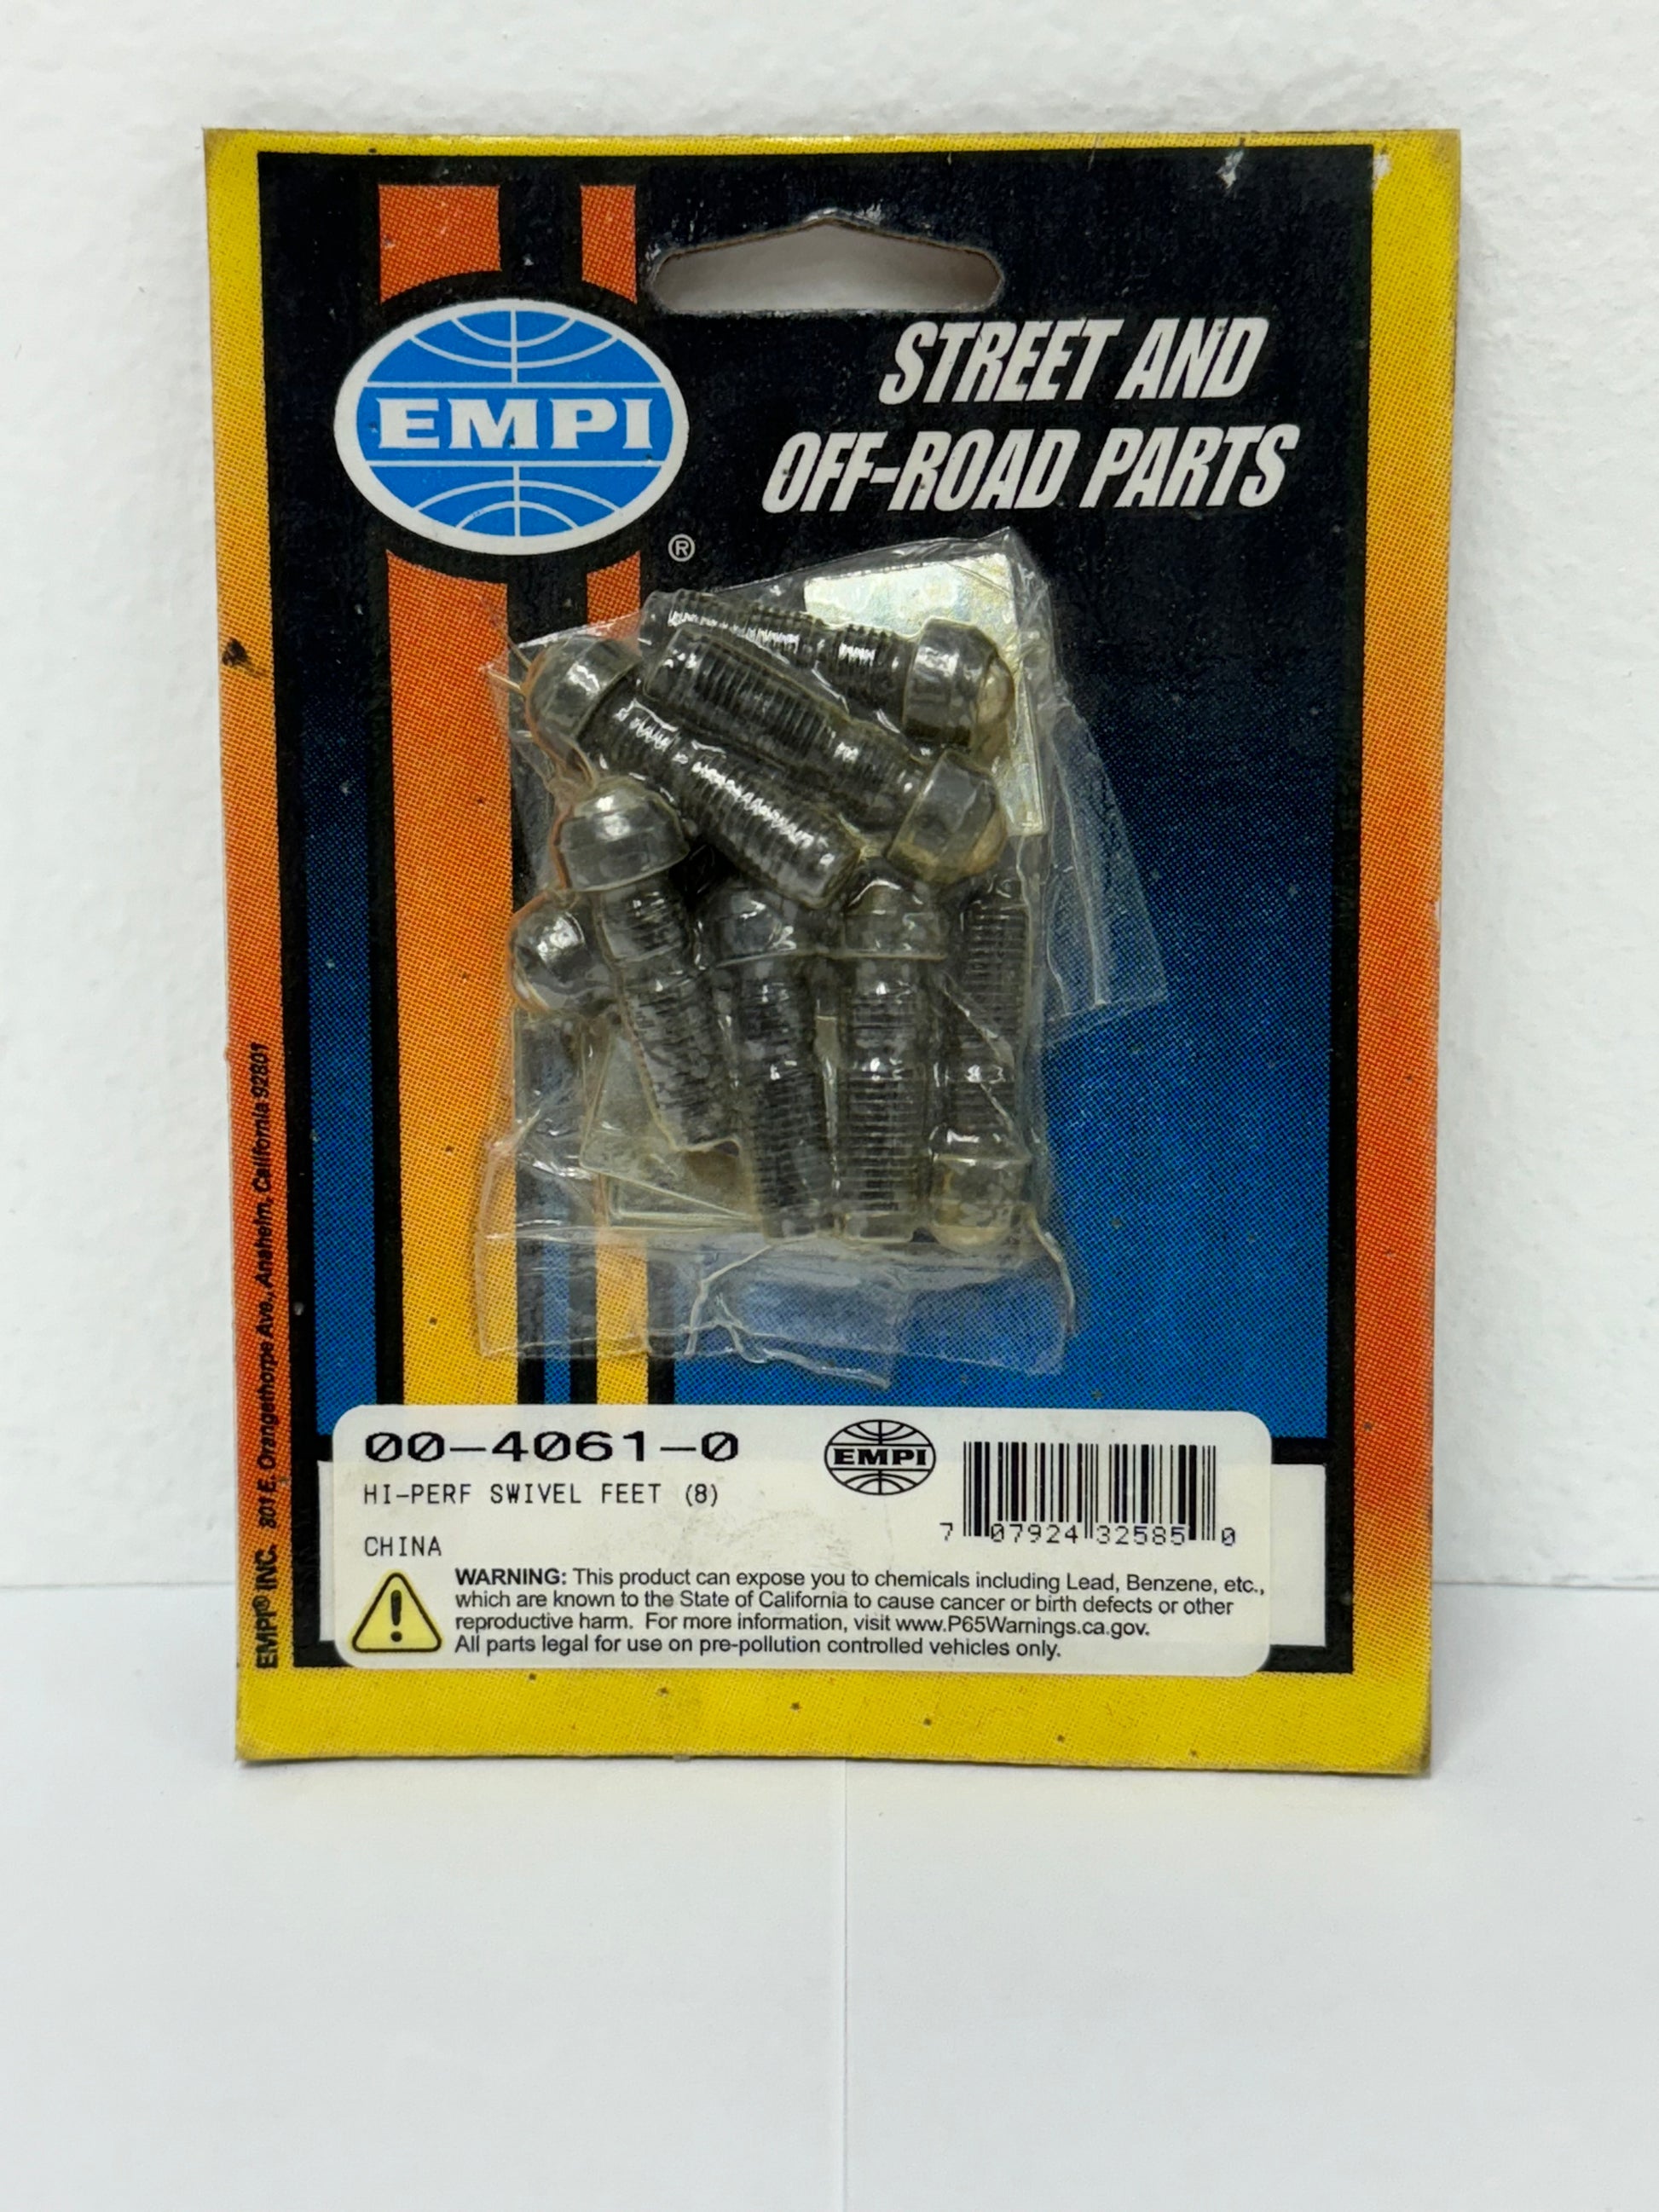 EMPI
®
STREET AND
OFF-ROAD PARTS
EMPI® INC. 301 E. Orangethorpe Ave., Anaheim, California 92801
00-4061-0
HI-PERF SWIVEL FEET (8)
CHINA
EMPI
7 07924 32585 0
WARNING: This product can expose you to chemicals including Lead, Benzene, etc.,
which are known to the State of California to cause cancer or birth defects or other
reproductive harm. For more information, visit www.P65Warnings.ca.gov.
All parts legal for use on pre-pollution controlled vehicles only.